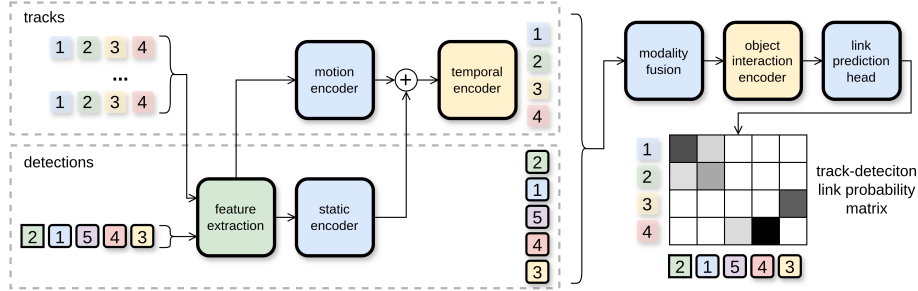 tracks
1 2 3 4
...
1 2 3 4
motion
encoder
+
temporal
encoder
1
2
3
4
detections
2 1 5 4 3
feature
extraction
static
encoder
2
1
5
4
3
modality
fusion
object
interaction
encoder
link
prediction
head
1
2
3
4
2 1 5 4 3
track-deteciton
link probability
matrix